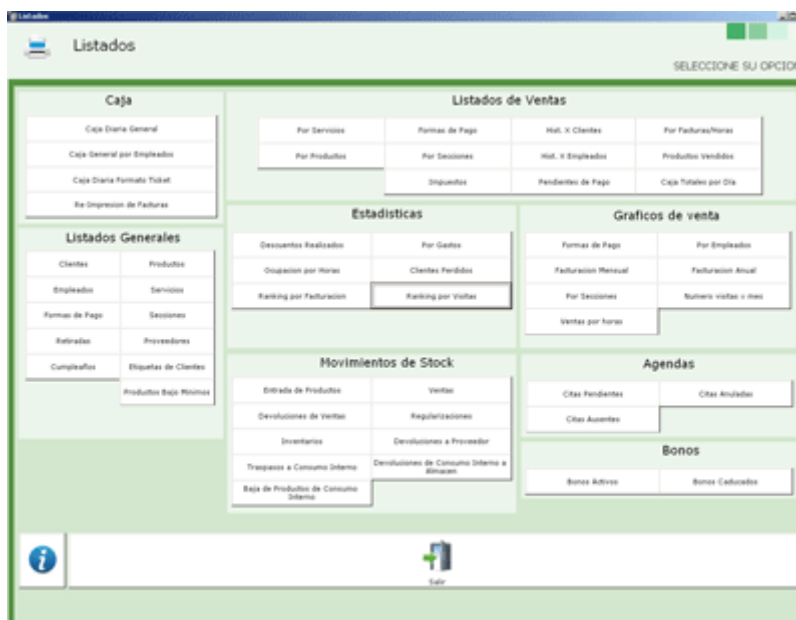 Listados
Listados
SELECCIONE SU OPCION
Caja
Caja Diaria General
Caja General por Empleados
Caja Diaria Formato Ticket
Re-Impresion de Facturas
Listados de Ventas
Por Servicios
Formas de Pago
Hist. X Clientes
Por Facturas/Horas
Por Productos
Por Secciones
Hist. X Empleados
Productos Vendidos
Impuestos
Pendientes de Pago
Caja Totales por Dia
Listados Generales
Clientes
Productos
Empleados
Servicios
Formas de Pago
Secciones
Retiradas
Proveedores
Cumpleaños
Etiquetas de Clientes
Productos Bajo Minimos
Estadisticas
Descuentos Realizados
Por Gastos
Ocupacion por Horas
Clientes Perdidos
Ranking por Facturacion
Ranking por Visitas
Graficos de venta
Formas de Pago
Por Empleados
Facturacion Mensual
Facturacion Anual
Por Secciones
Numero visitas x mes
Ventas por horas
Movimientos de Stock
Entrada de Productos
Ventas
Devoluciones de Ventas
Regularizaciones
Inventarios
Devoluciones a Proveedor
Traspasos a Consumo Interno
Devoluciones de Consumo Interno a
Almacen
Baja de Productos de Consumo
Interno
Agendas
Citas Pendientes
Citas Anuladas
Citas Ausentes
Bonos
Bonos Activos
Bonos Caducados
Salir